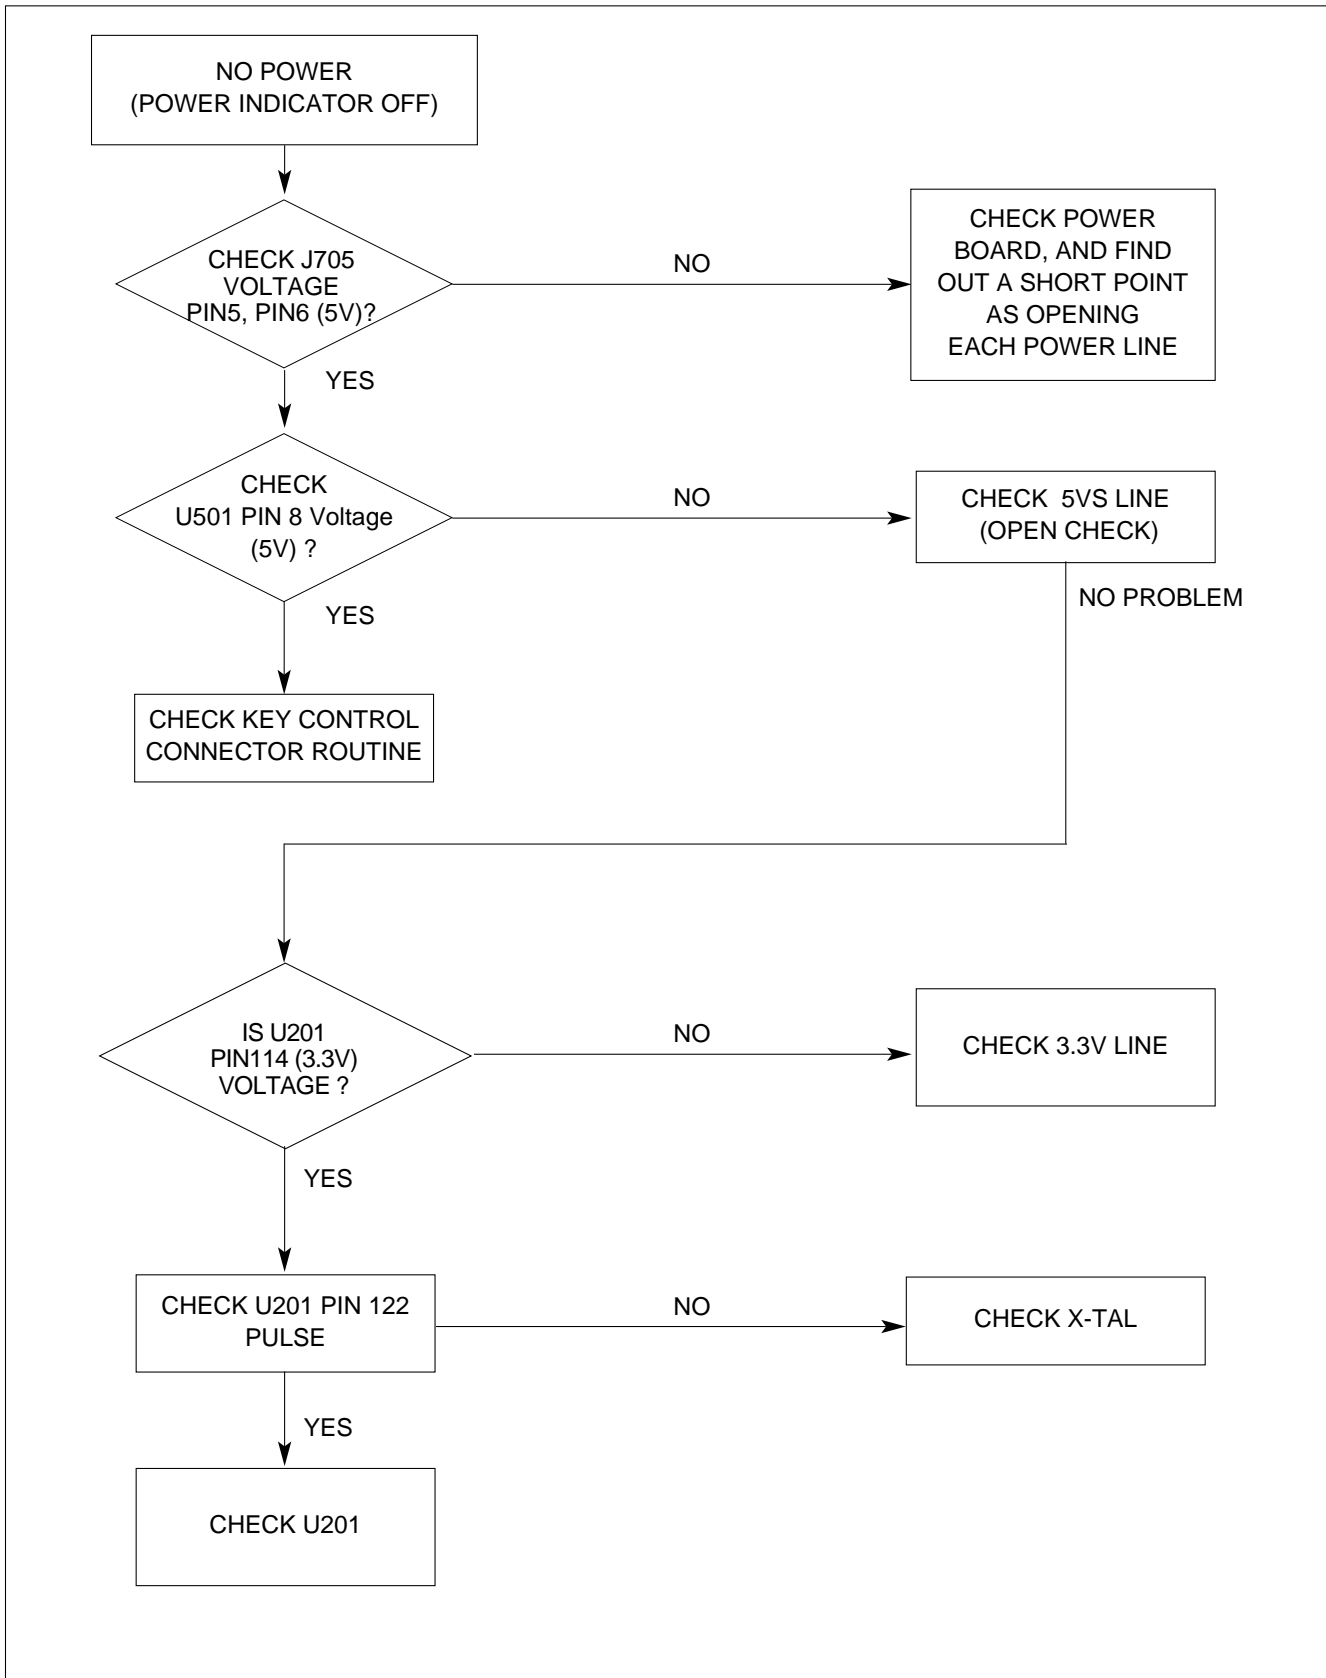 NO POWER
(POWER INDICATOR OFF)
CHECK J705
VOLTAGE
PIN5, PIN6 (5V)?
NO
CHECK POWER
BOARD, AND FIND
OUT A SHORT POINT
AS OPENING
EACH POWER LINE
YES
CHECK
U501 PIN 8 Voltage
(5V) ?
NO
CHECK 5VS LINE
(OPEN CHECK)
YES
NO PROBLEM
CHECK KEY CONTROL
CONNECTOR ROUTINE
IS U201
PIN114 (3.3V)
VOLTAGE ?
NO
CHECK 3.3V LINE
YES
CHECK U201 PIN 122
PULSE
NO
CHECK X-TAL
YES
CHECK U201